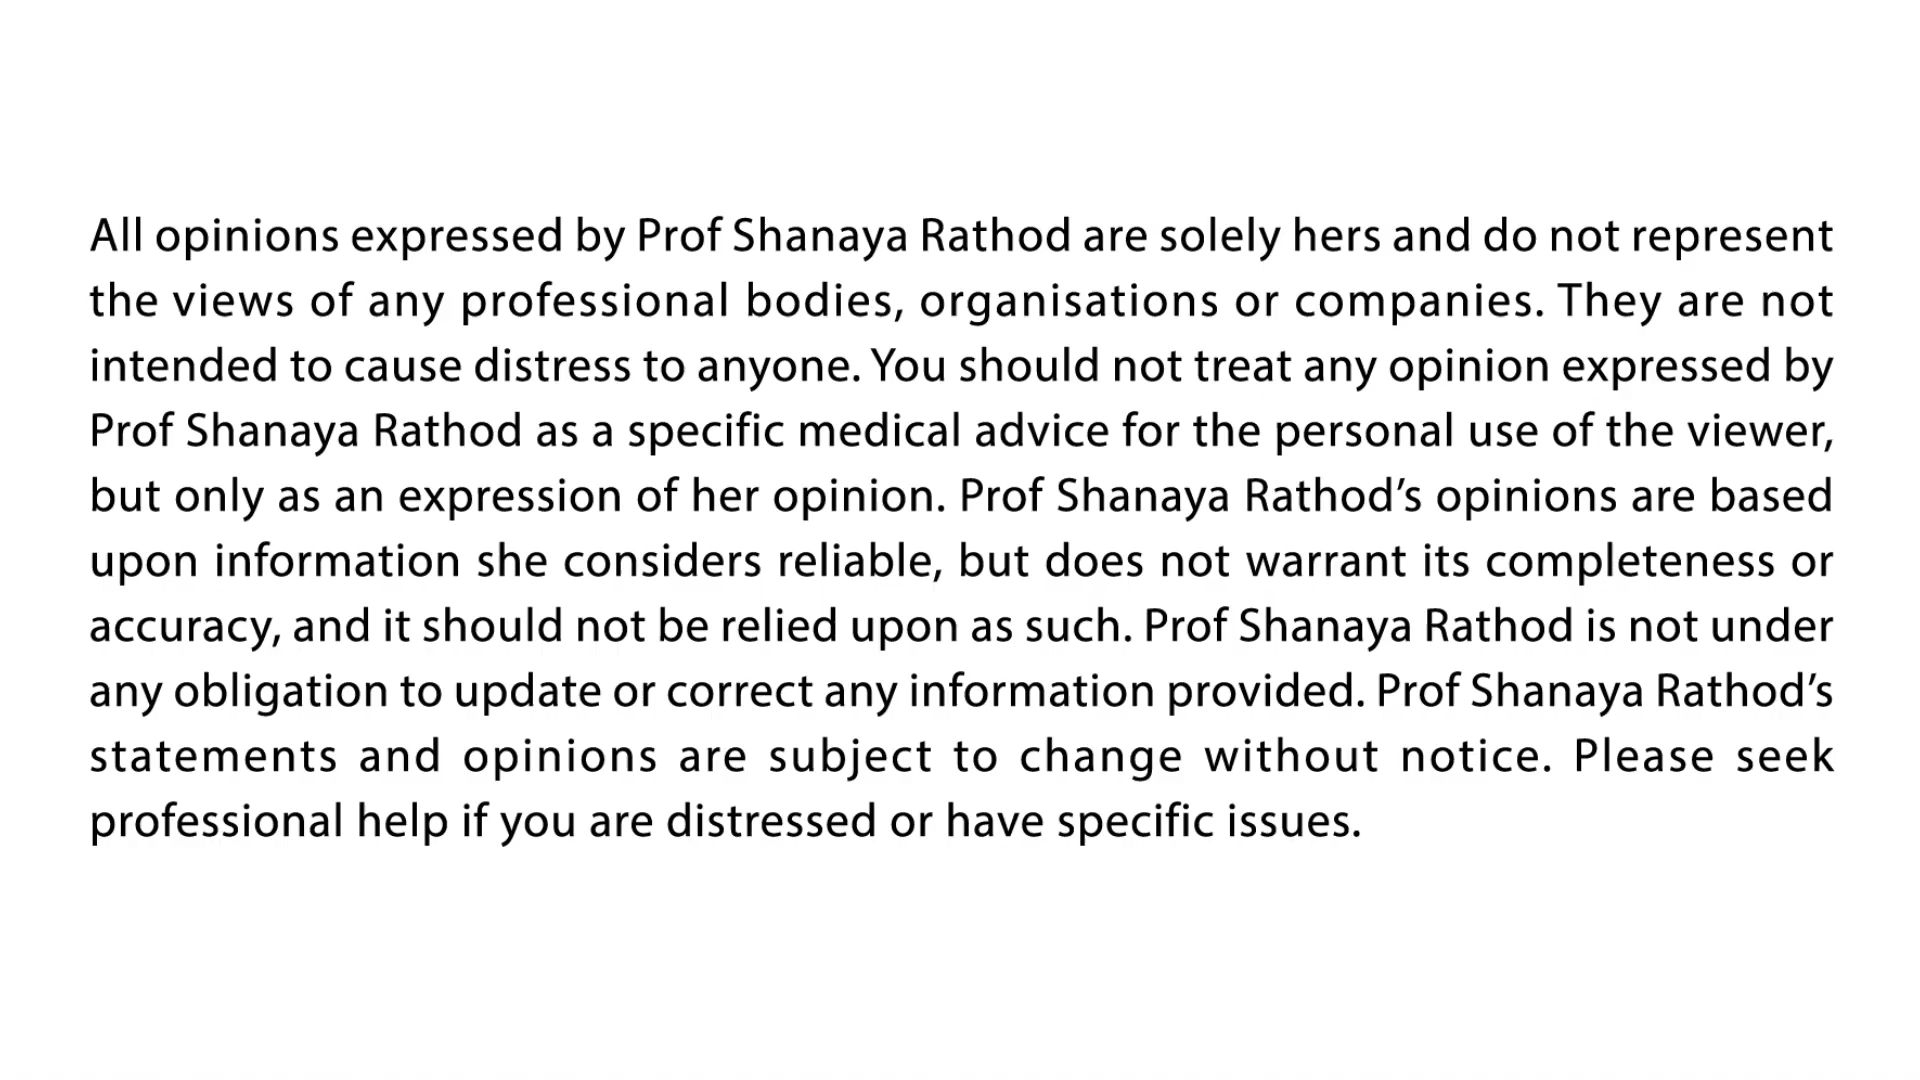 All opinions expressed by Prof Shanaya Rathod are solely hers and do not represent
the views of any professional bodies, organisations or companies. They are not
intended to cause distress to anyone. You should not treat any opinion expressed by
Prof Shanaya Rathod as a specific medical advice for the personal use of the viewer,
but only as an expression of her opinion. Prof Shanaya Rathod’s opinions are based
upon information she considers reliable, but does not warrant its completeness or
accuracy, and it should not be relied upon as such. Prof Shanaya Rathod is not under
any obligation to update or correct any information provided. Prof Shanaya Rathod’s
statements and opinions are subject to change without notice. Please seek
professional help if you are distressed or have specific issues.